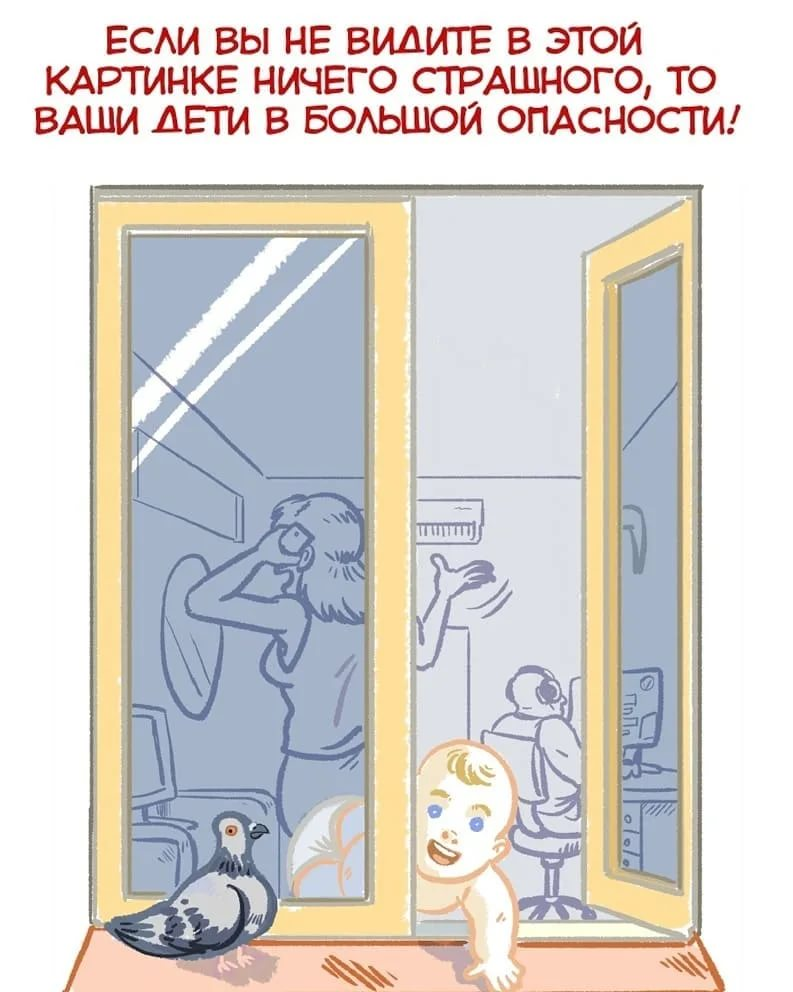 ЕСЛИ ВЫ НЕ ВИДИТЕ В ЭТОЙ
КАРТИНКЕ НИЧЕГО СТРАШНОГО, ТО
ВАШИ ДЕТИ В БОЛЬШОЙ ОПАСНОСТИ!